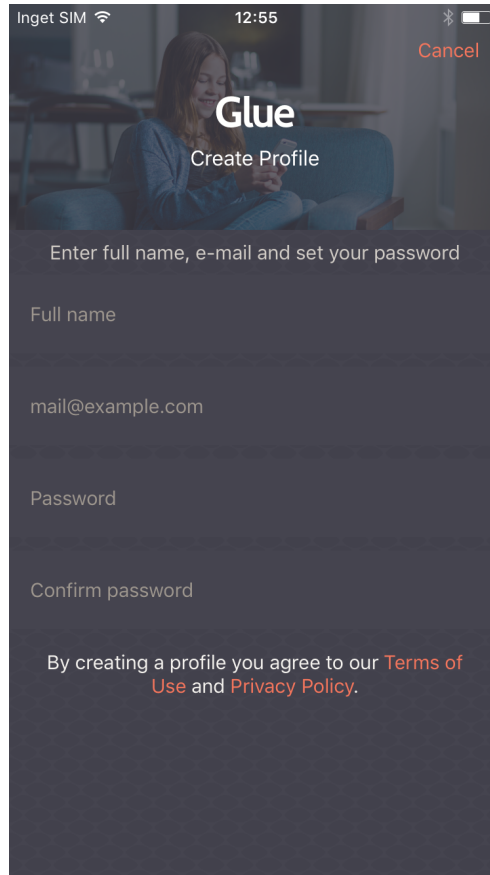 Inget SIM 12:55
Cancel
Glue
Create Profile
Enter full name, e-mail and set your password
Full name
mail@example.com
Password
Confirm password
By creating a profile you agree to our Terms of
Use and Privacy Policy.